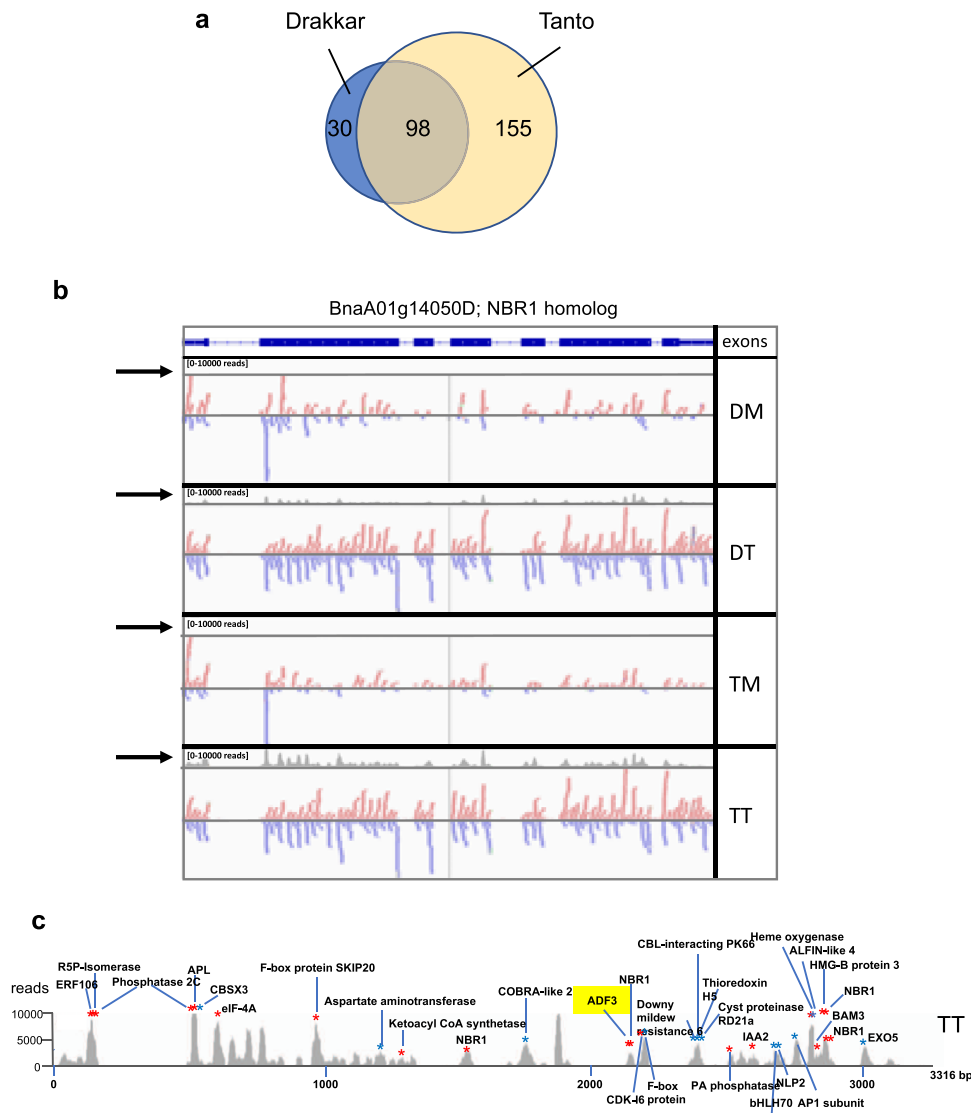 a
Drakkar
Tanto
30
98
155
b
BnaA01g14050D; NBR1 homolog
exons
[0-10000 reads]
DM
[0-10000 reads]
DT
[0-10000 reads]
TM
[0-10000 reads]
TT
c
reads
10000
5000
0
R5P-Isomerase
ERF106
Phosphatase 2C
APL
CBSX3
eIF-4A
F-box protein SKIP20
Aspartate aminotransferase
Ketoacyl CoA synthetase
NBR1
COBRA-like 2
ADF3
NBR1
Downy
mildew
resistance 6
CDK-I6
F-box
protein
CBL-interacting PK66
Thioredoxin
H5
Cyst proteinase
RD21a
PA phosphatase
IAA2
Heme oxygenase
ALFIN-like 4
HMG-B protein 3
NBR1
BAM3
NBR1
EXO5
NLP2
bHLH70
AP1 subunit
TT
0
1000
2000
3000
3316 bp